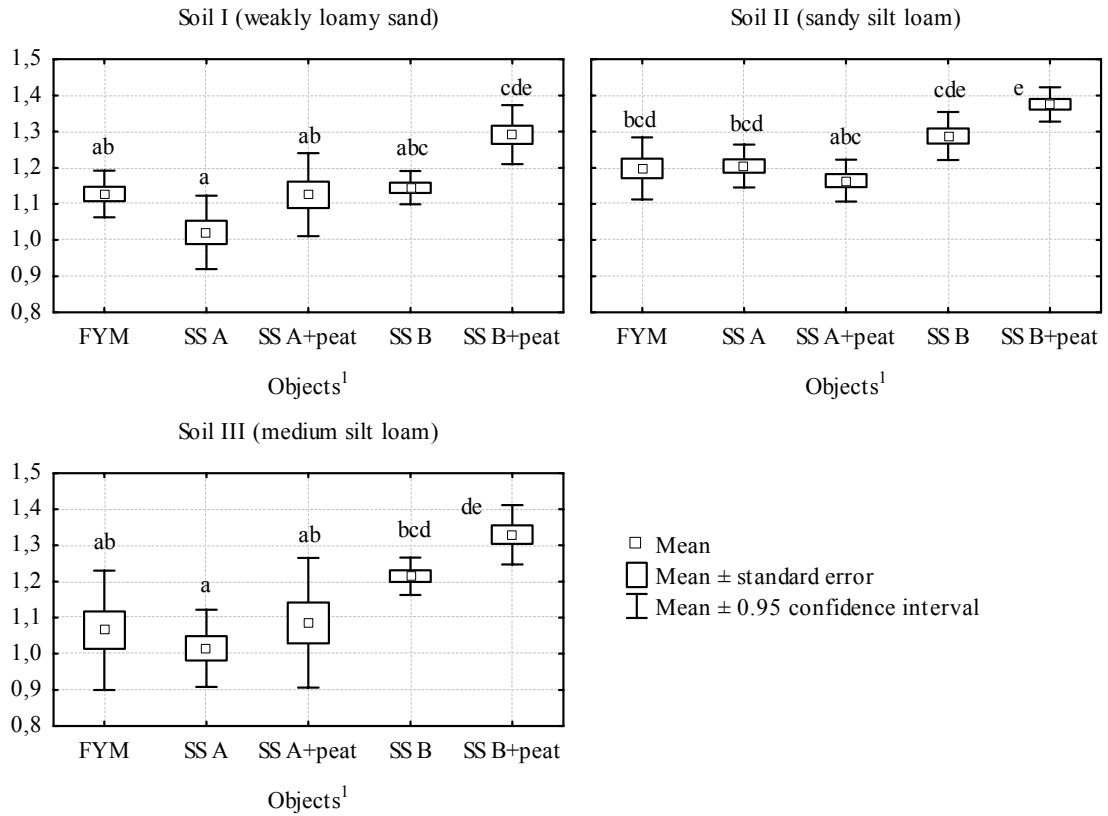 Soil I (weakly loamy sand)
1,5
1,4
1,3
1,2
1,1
1,0
0,9
0,8
ab
a
ab
abc
cde
FYM SS A SS A+peat SS B SS B+peat
Objects¹
Soil II (sandy silt loam)
bcd
bcd
abc
cde
e
FYM SS A SS A+peat SS B SS B+peat
Objects¹
Soil III (medium silt loam)
1,5
1,4
1,3
1,2
1,1
1,0
0,9
0,8
ab
a
ab
bcd
de
FYM SS A SS A+peat SS B SS B+peat
Objects¹
Mean
Mean ± standard error
Mean ± 0.95 confidence interval